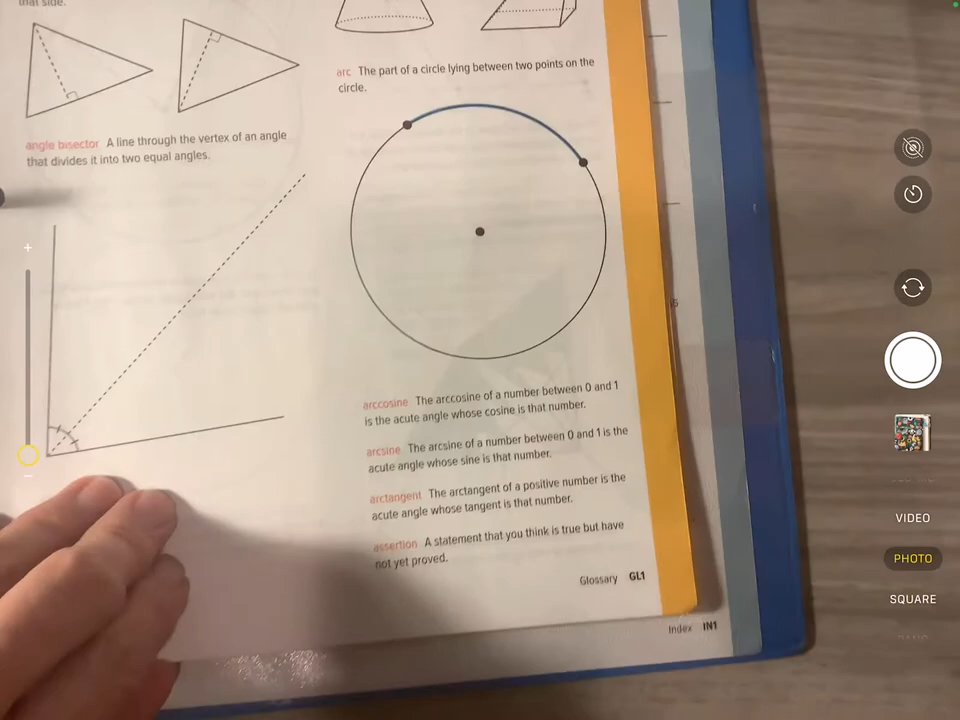 that side.
angle bisector A line through the vertex of an angle
that divides it into two equal angles.
arc The part of a circle lying between two points on the
circle.
arccosine The arccosine of a number between 0 and 1
is the acute angle whose cosine is that number.
arcsine The arcsine of a number between 0 and 1 is the
acute angle whose sine is that number.
arctangent The arctangent of a positive number is the
acute angle whose tangent is that number.
assertion A statement that you think is true but have
not yet proved.
Glossary GL1
Index IN1
VIDEO
PHOTO
SQUARE